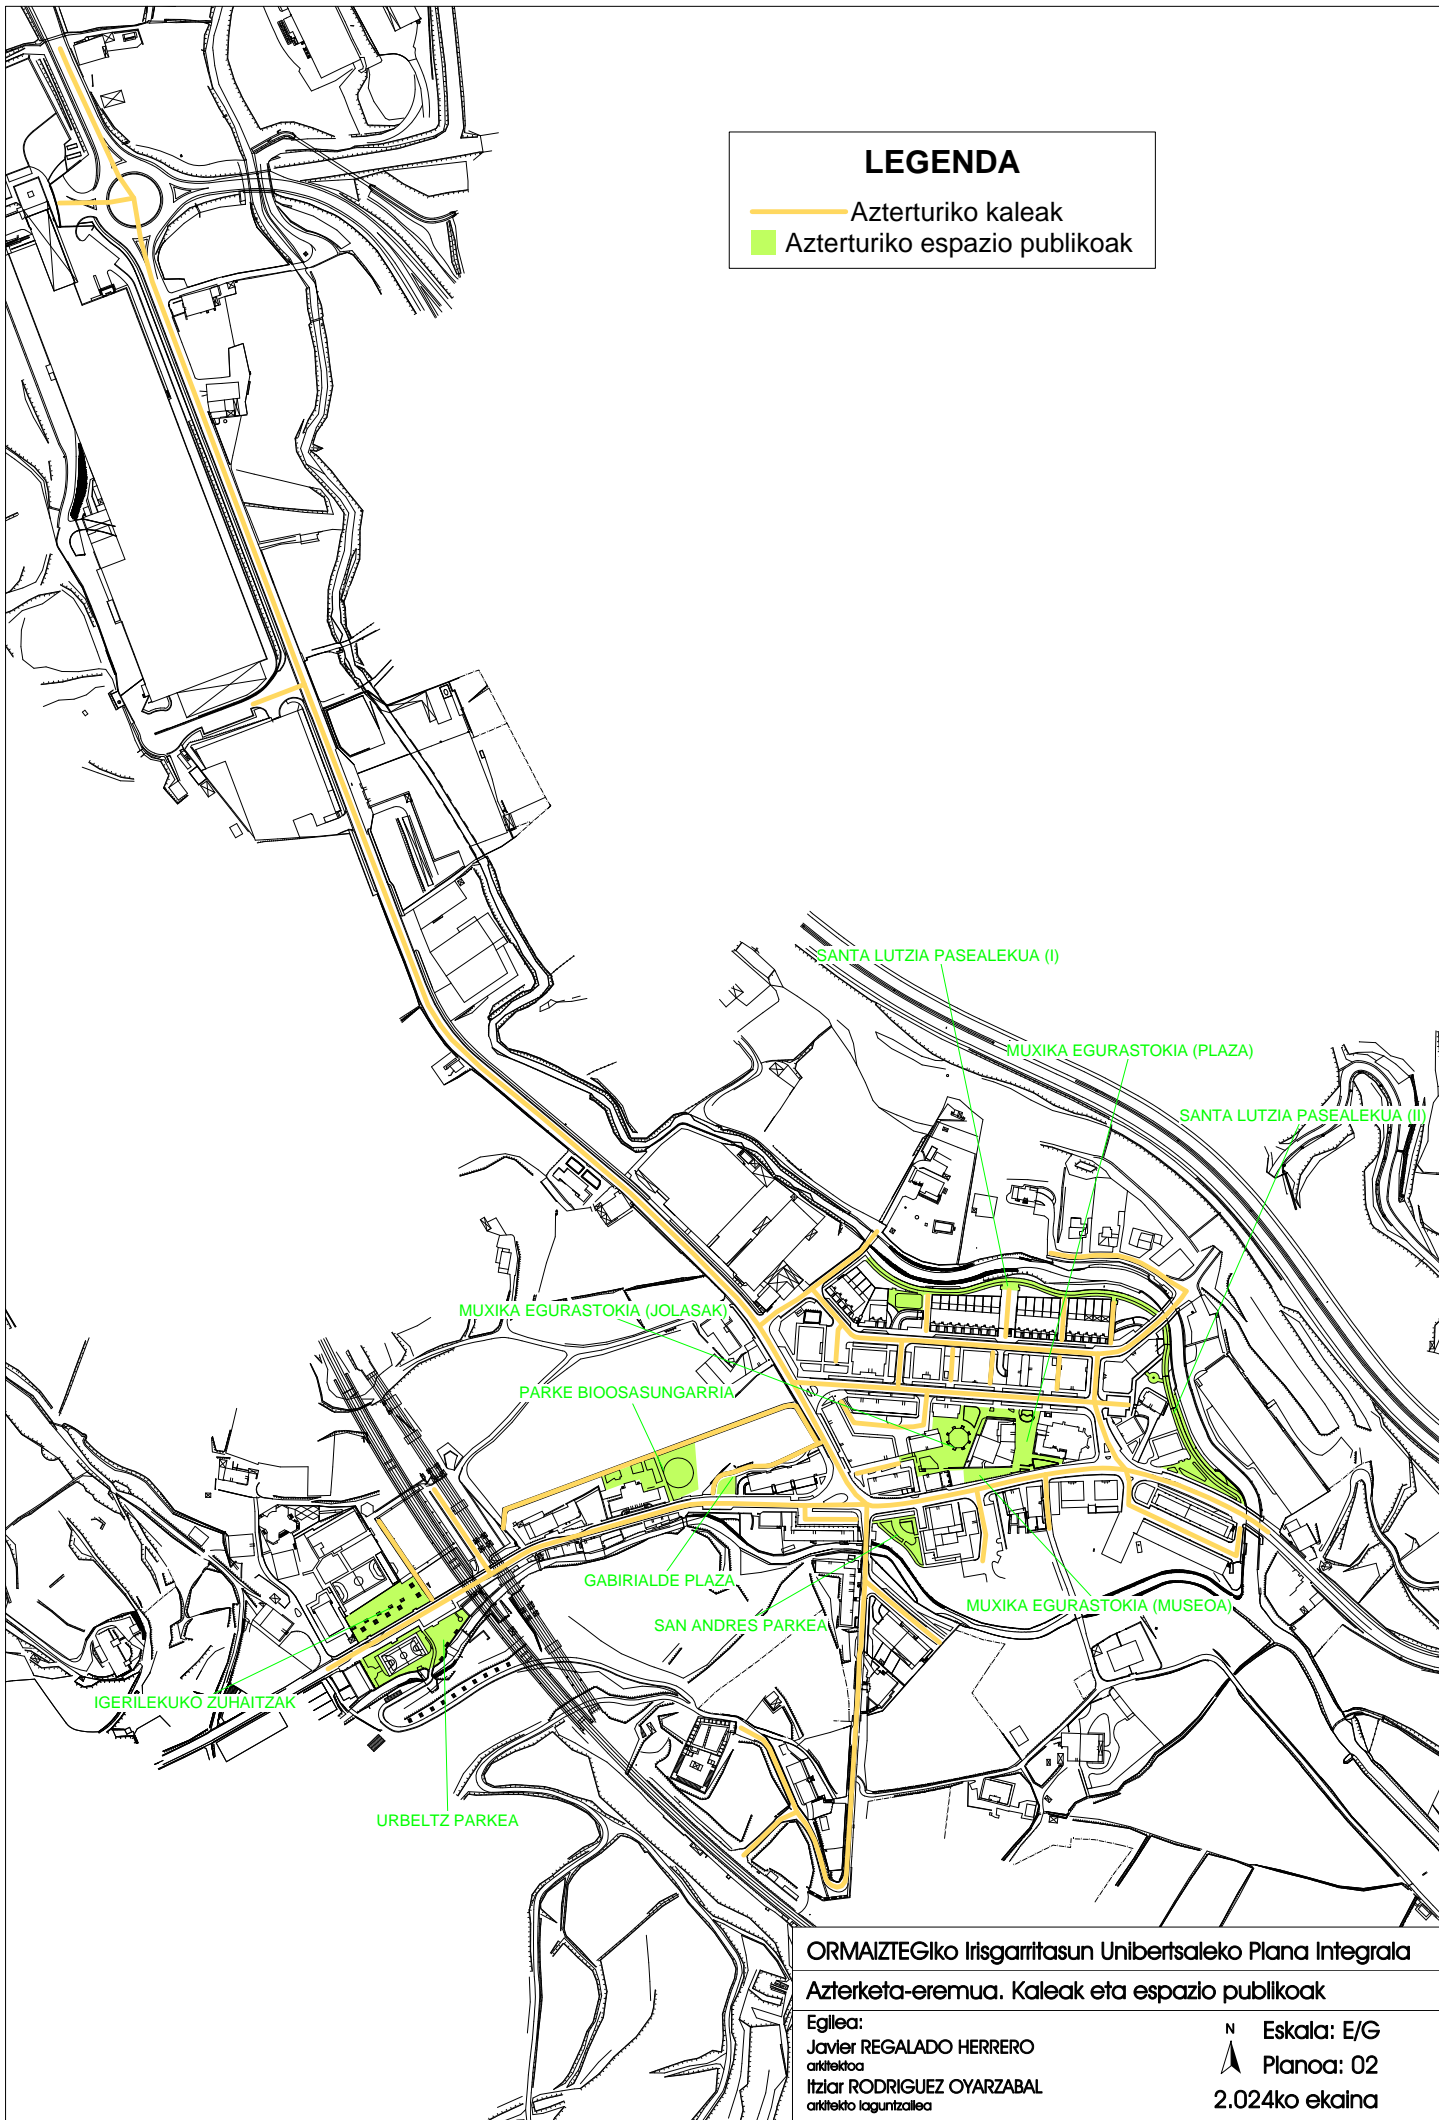 LEGENDA
Azterturiko kaleak
Azterturiko espazio publikoak
SANTA LUTZIA PASEALEKUA (I)
MUXIKA EGURASTOKIA (PLAZA)
SANTA LUTZIA PASEALEKUA (II)
MUXIKA EGURASTOKIA (JOLASAK)
PARKE BIOOSASUNGARRIA
GABIRIALDE PLAZA
MUXIKA EGURASTOKIA (MUSEOA)
SAN ANDRES PARKEA
IGERILEKUKO ZUHAITZAK
URBELTZ PARKEA
ORMAIZTEGIko Irisgarritasun Unibertsaleko Plana Integrala
Azterketa-eremua. Kaleak eta espazio publikoak
Egilea:
Javier REGALADO HERRERO
arkitektoa
Itziar RODRIGUEZ OYARZABAL
arkitekto laguntzailea
N
Eskala: E/G
Planoa: 02
2.024ko ekaina